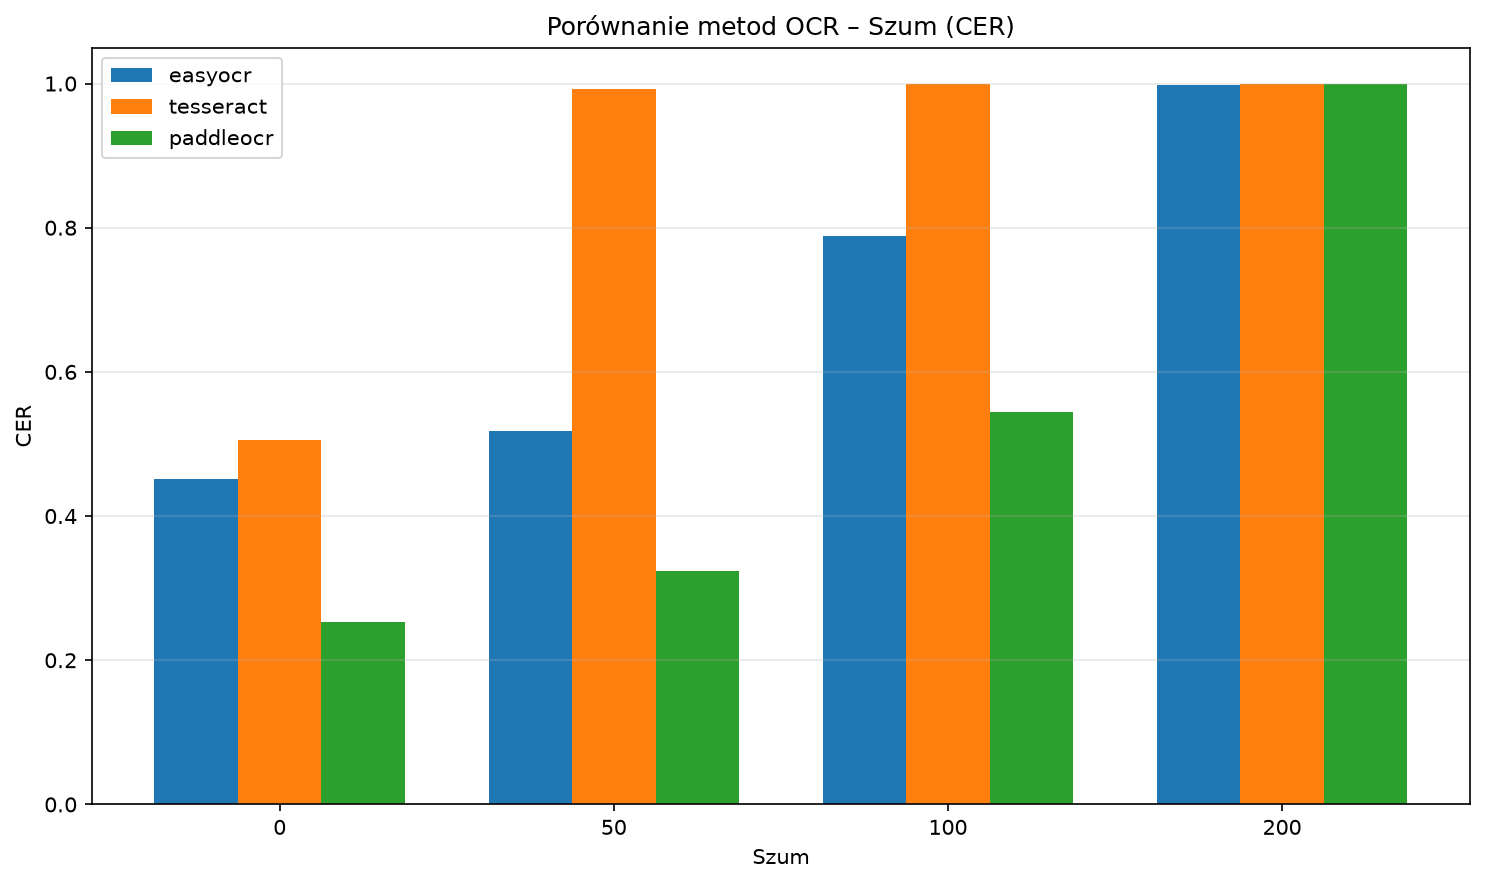 Porównanie metod OCR – Szum (CER)
easyocr
tesseract
paddleocr
CER
1.0
0.8
0.6
0.4
0.2
0.0
0 50 100 200
Szum